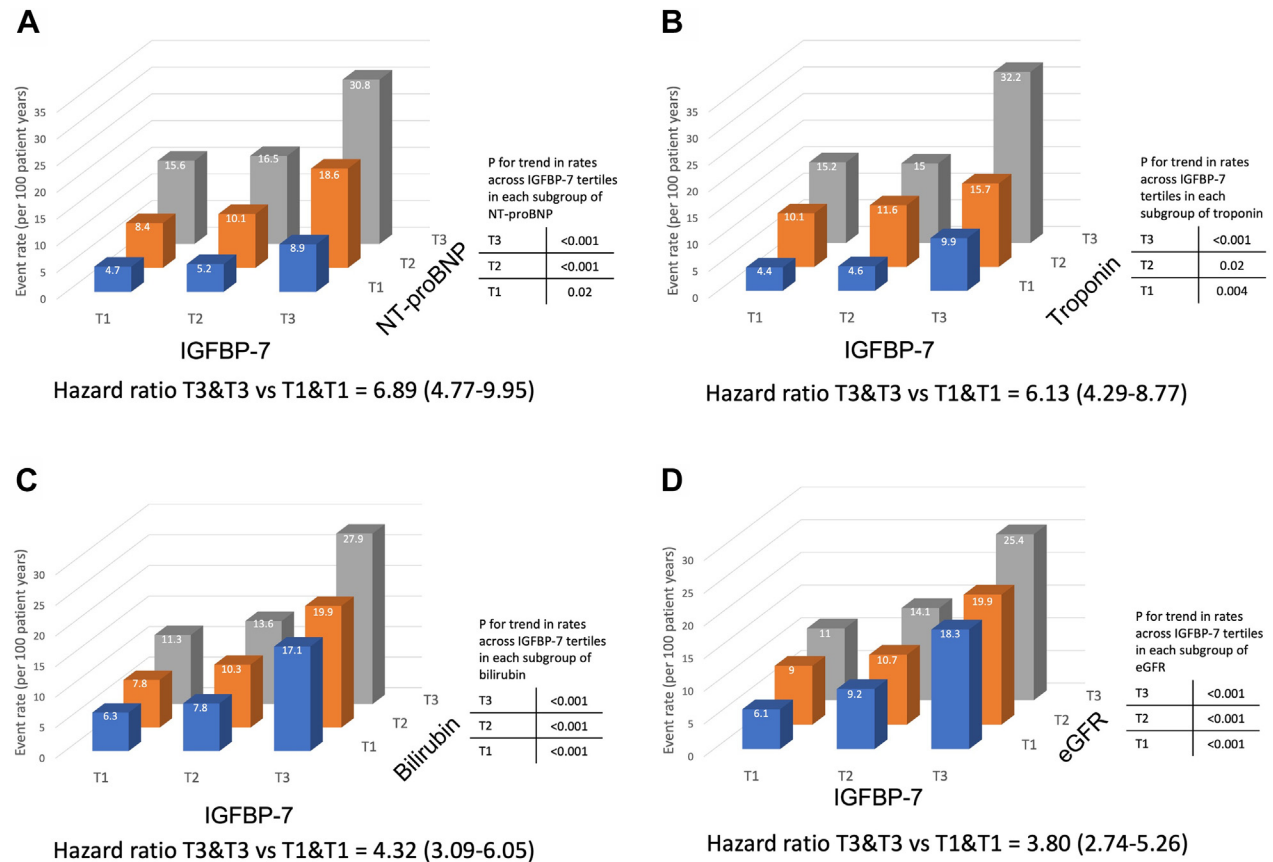 A
Event rate (per 100 patient years)
35
30
25
20
15
10
5
0
15.6
16.5
30.8
8.4
10.1
18.6
4.7
5.2
8.9
T3
T2
T1
NT-proBNP
T1
T2
T3
IGFBP-7
P for trend in rates
across IGFBP-7 tertiles
in each subgroup of
NT-proBNP
T3 <0.001
T2 <0.001
T1 0.02
Hazard ratio T3&T3 vs T1&T1 = 6.89 (4.77-9.95)
B
Event rate (per 100 patient years)
35
30
25
20
15
10
5
0
15.2
15
32.2
10.1
11.6
15.7
4.4
4.6
9.9
T3
T2
T1
Troponin
T1
T2
T3
IGFBP-7
P for trend in rates
across IGFBP-7
tertiles in each
subgroup of troponin
T3 <0.001
T2 0.02
T1 0.004
Hazard ratio T3&T3 vs T1&T1 = 6.13 (4.29-8.77)
C
Event rate (per 100 patient years)
30
25
20
15
10
5
0
11.3
13.6
27.9
7.8
10.3
19.9
6.3
7.8
17.1
T3
T2
T1
Bilirubin
T1
T2
T3
IGFBP-7
P for trend in rates
across IGFBP-7 tertiles
in each subgroup of
bilirubin
T3 <0.001
T2 <0.001
T1 <0.001
Hazard ratio T3&T3 vs T1&T1 = 4.32 (3.09-6.05)
D
Event rate (per 100 patient years)
30
25
20
15
10
5
0
11
14.1
25.4
9
10.7
19.9
6.1
9.2
18.3
T3
T2
T1
eGFR
T1
T2
T3
IGFBP-7
P for trend in rates
across IGFBP-7 tertiles
in each subgroup of
eGFR
T3 <0.001
T2 <0.001
T1 <0.001
Hazard ratio T3&T3 vs T1&T1 = 3.80 (2.74-5.26)